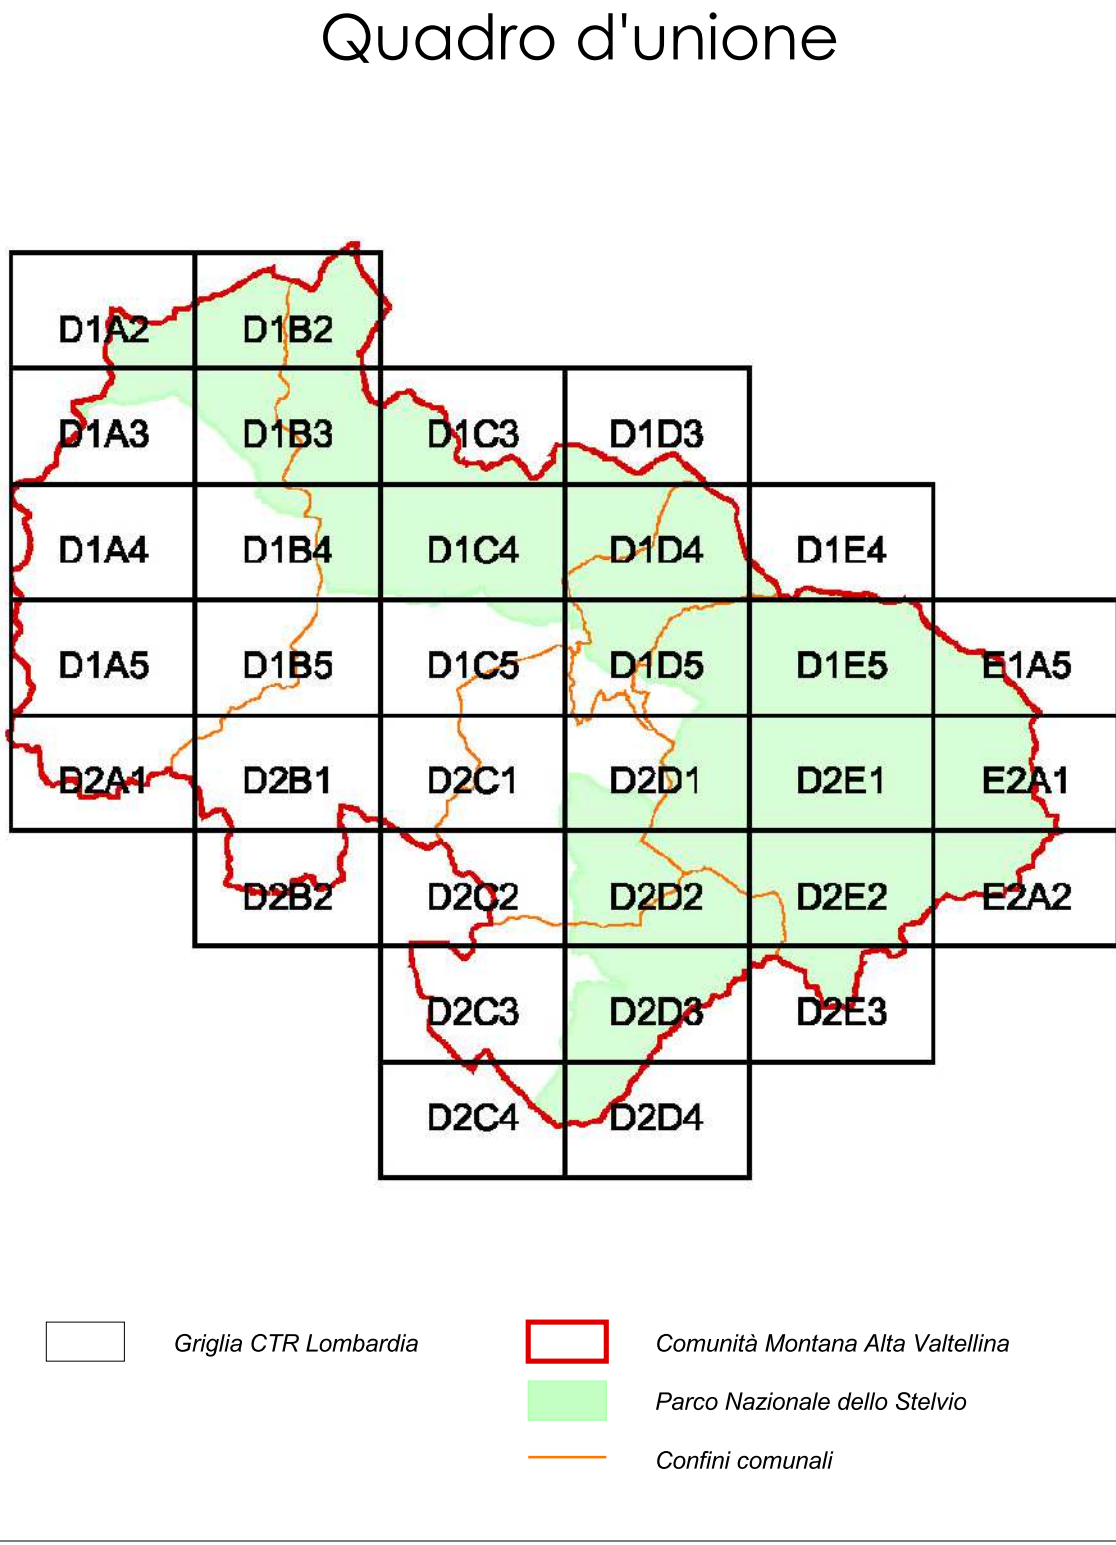 Quadro d'unione
D1A2 D1B2
D1A3 D1B3 D1C3 D1D3
D1A4 D1B4 D1C4 D1D4 D1E4
D1A5 D1B5 D1C5 D1D5 D1E5 E1A5
D2A1 D2B1 D2C1 D2D1 D2E1 E2A1
D2B2 D2C2 D2D2 D2E2 E2A2
D2C3 D2D3 D2E3
D2C4 D2D4
Griglia CTR Lombardia
Comunità Montana Alta Valtellina
Parco Nazionale dello Stelvio
Confini comunali